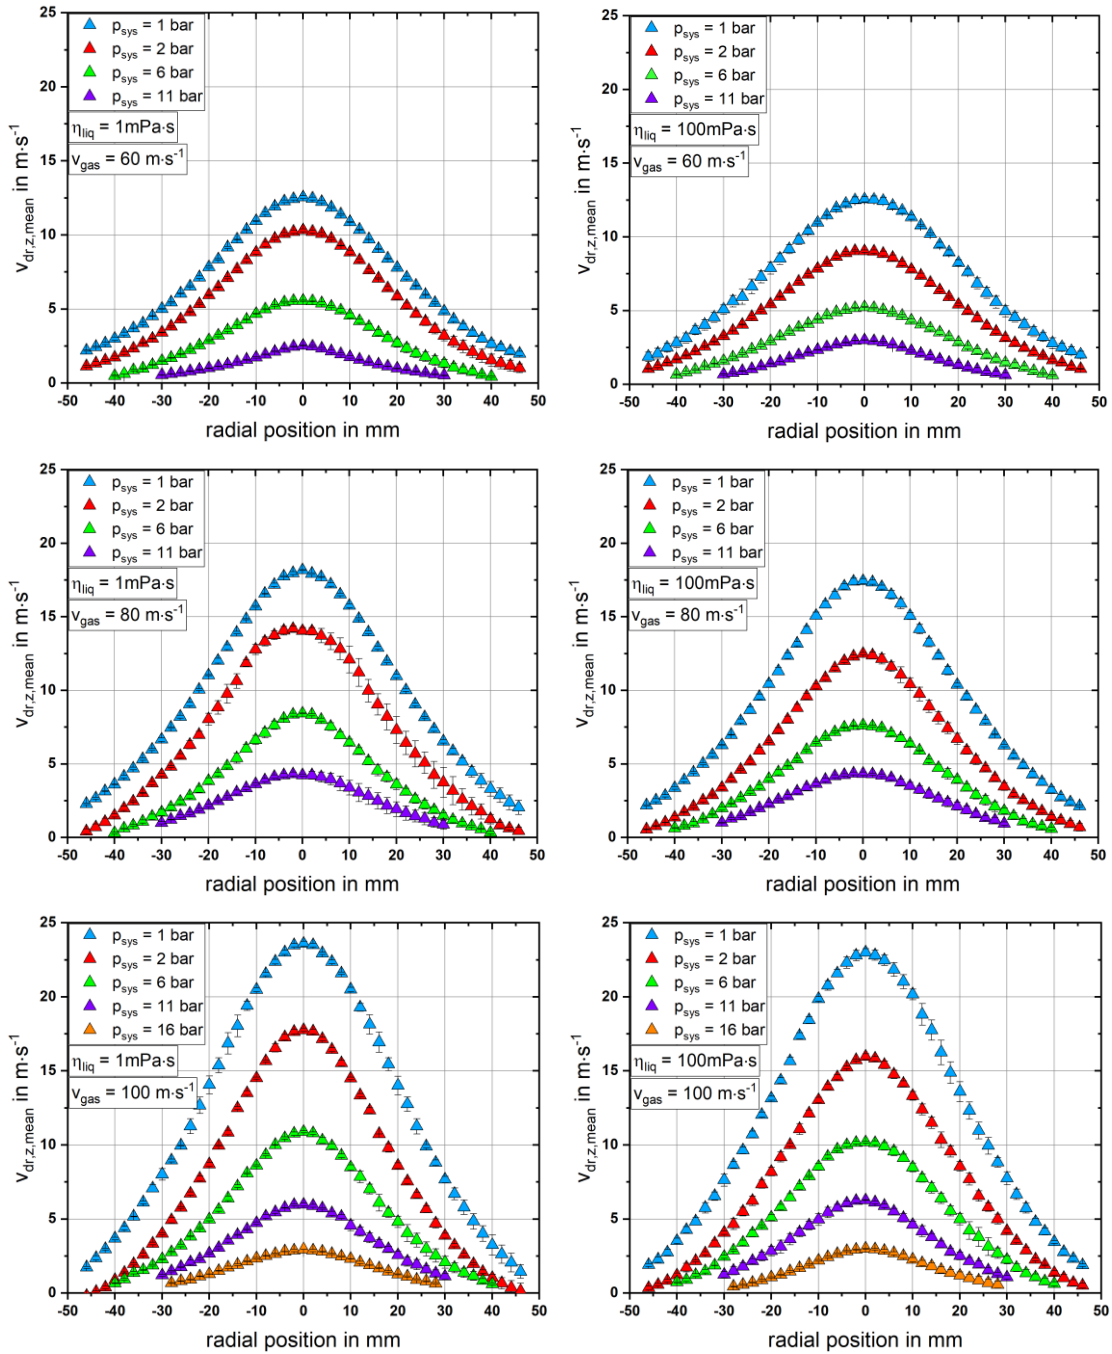 p_sys = 1 bar
p_sys = 2 bar
p_sys = 6 bar
p_sys = 11 bar
η_liq = 1mPa·s
v_gas = 60 m·s⁻¹
v_dr,z,mean in m·s⁻¹
25
20
15
10
5
0
-50 -40 -30 -20 -10 0 10 20 30 40 50
radial position in mm
p_sys = 1 bar
p_sys = 2 bar
p_sys = 6 bar
p_sys = 11 bar
η_liq = 100mPa·s
v_gas = 60 m·s⁻¹
v_dr,z,mean in m·s⁻¹
25
20
15
10
5
0
-50 -40 -30 -20 -10 0 10 20 30 40 50
radial position in mm
p_sys = 1 bar
p_sys = 2 bar
p_sys = 6 bar
p_sys = 11 bar
η_liq = 1mPa·s
v_gas = 80 m·s⁻¹
v_dr,z,mean in m·s⁻¹
25
20
15
10
5
0
-50 -40 -30 -20 -10 0 10 20 30 40 50
radial position in mm
p_sys = 1 bar
p_sys = 2 bar
p_sys = 6 bar
p_sys = 11 bar
η_liq = 100mPa·s
v_gas = 80 m·s⁻¹
v_dr,z,mean in m·s⁻¹
25
20
15
10
5
0
-50 -40 -30 -20 -10 0 10 20 30 40 50
radial position in mm
p_sys = 1 bar
p_sys = 2 bar
p_sys = 6 bar
p_sys = 11 bar
p_sys = 16 bar
η_liq = 1mPa·s
v_gas = 100 m·s⁻¹
v_dr,z,mean in m·s⁻¹
25
20
15
10
5
0
-50 -40 -30 -20 -10 0 10 20 30 40 50
radial position in mm
p_sys = 1 bar
p_sys = 2 bar
p_sys = 6 bar
p_sys = 11 bar
p_sys = 16 bar
η_liq = 100mPa·s
v_gas = 100 m·s⁻¹
v_dr,z,mean in m·s⁻¹
25
20
15
10
5
0
-50 -40 -30 -20 -10 0 10 20 30 40 50
radial position in mm